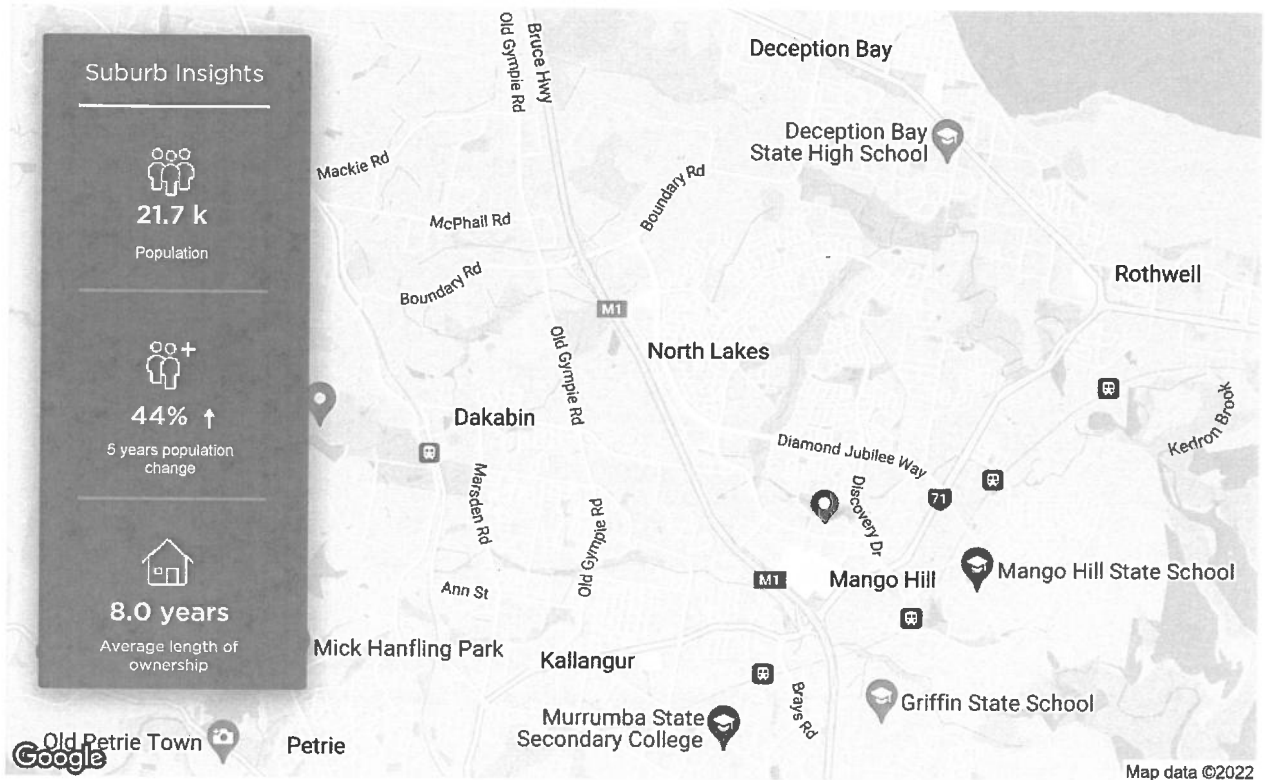 Suburb Insights
21.7 k
Population
44% ↑
5 years population
change
8.0 years
Average length of
ownership
Old Gympie Rd
Bruce Hwy
Deception Bay
Deception Bay
State High School
Mackie Rd
McPhail Rd
Boundary Rd
Boundary Rd
Rothwell
M1
North Lakes
Old Gympie Rd
Dakabin
Diamond Jubilee Way
Kedron Brook
Marsden Rd
Old Gympie Rd
Discovery Dr
71
Ann St
M1
Mango Hill
Mango Hill State School
Mick Hanfling Park
Kallangur
Brays Rd
Griffin State School
Murrumba State
Secondary College
Old Petrie Town
Petrie
Google
Map data ©2022